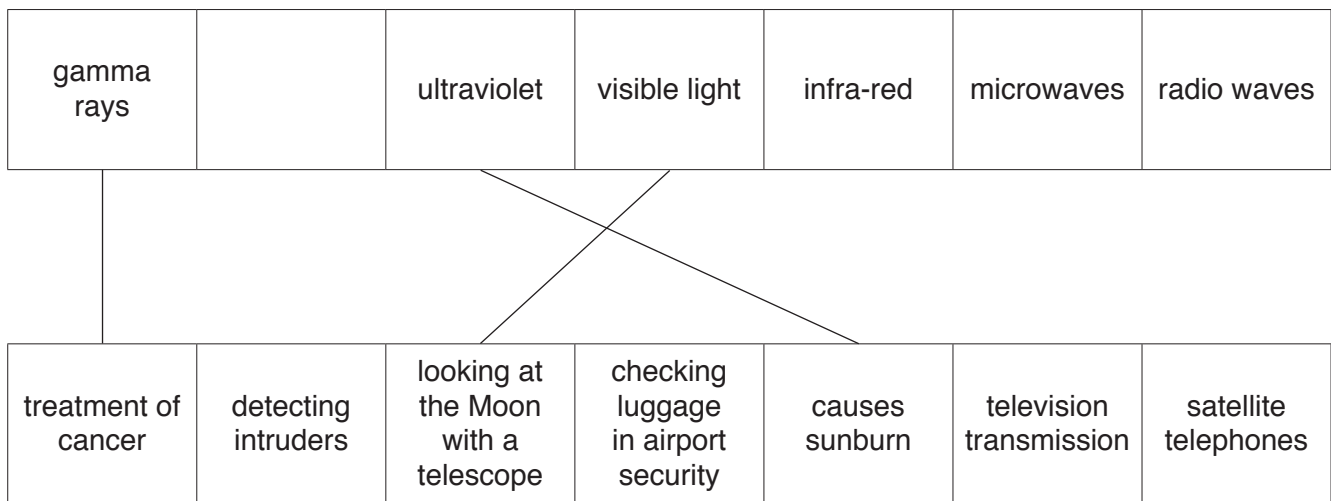 gamma
rays
ultraviolet
visible light
infra-red
microwaves
radio waves
treatment of
cancer
detecting
intruders
looking at
the Moon
with a
telescope
checking
luggage
in airport
security
causes
sunburn
television
transmission
satellite
telephones